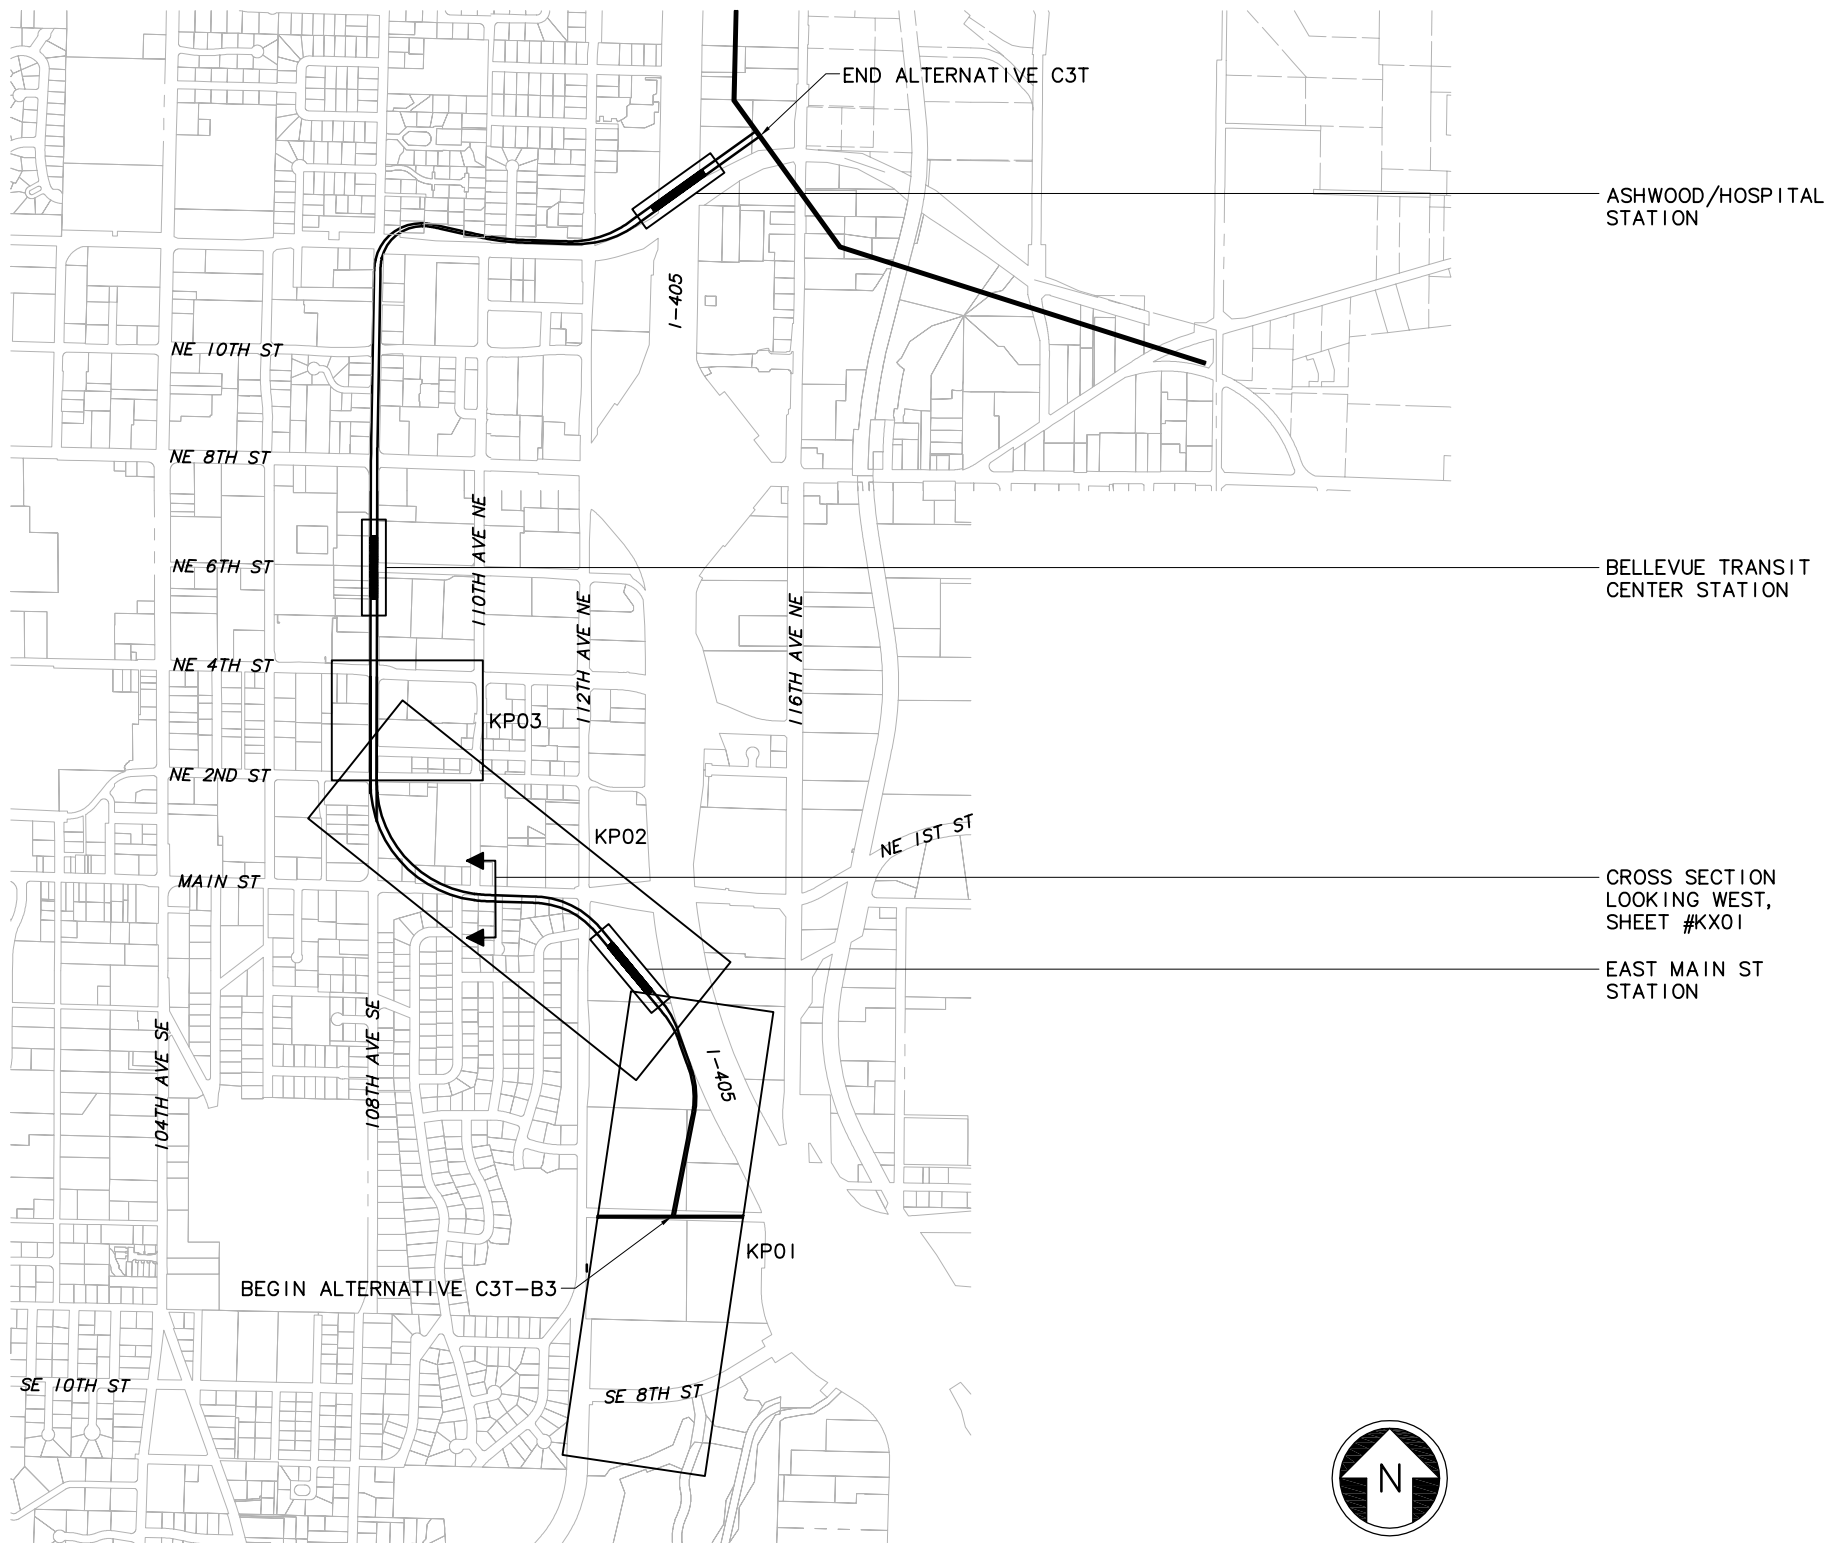 END ALTERNATIVE C3T
ASHWOOD/HOSPITAL
STATION
I-405
NE 10TH ST
NE 8TH ST
110TH AVE NE
NE 6TH ST
BELLEVUE TRANSIT
CENTER STATION
112TH AVE NE
116TH AVE NE
NE 4TH ST
KP03
NE 2ND ST
KP02
NE 1ST ST
MAIN ST
CROSS SECTION
LOOKING WEST,
SHEET #KX01
EAST MAIN ST
STATION
104TH AVE SE
108TH AVE SE
I-405
KP01
BEGIN ALTERNATIVE C3T-B3
SE 10TH ST
SE 8TH ST
N